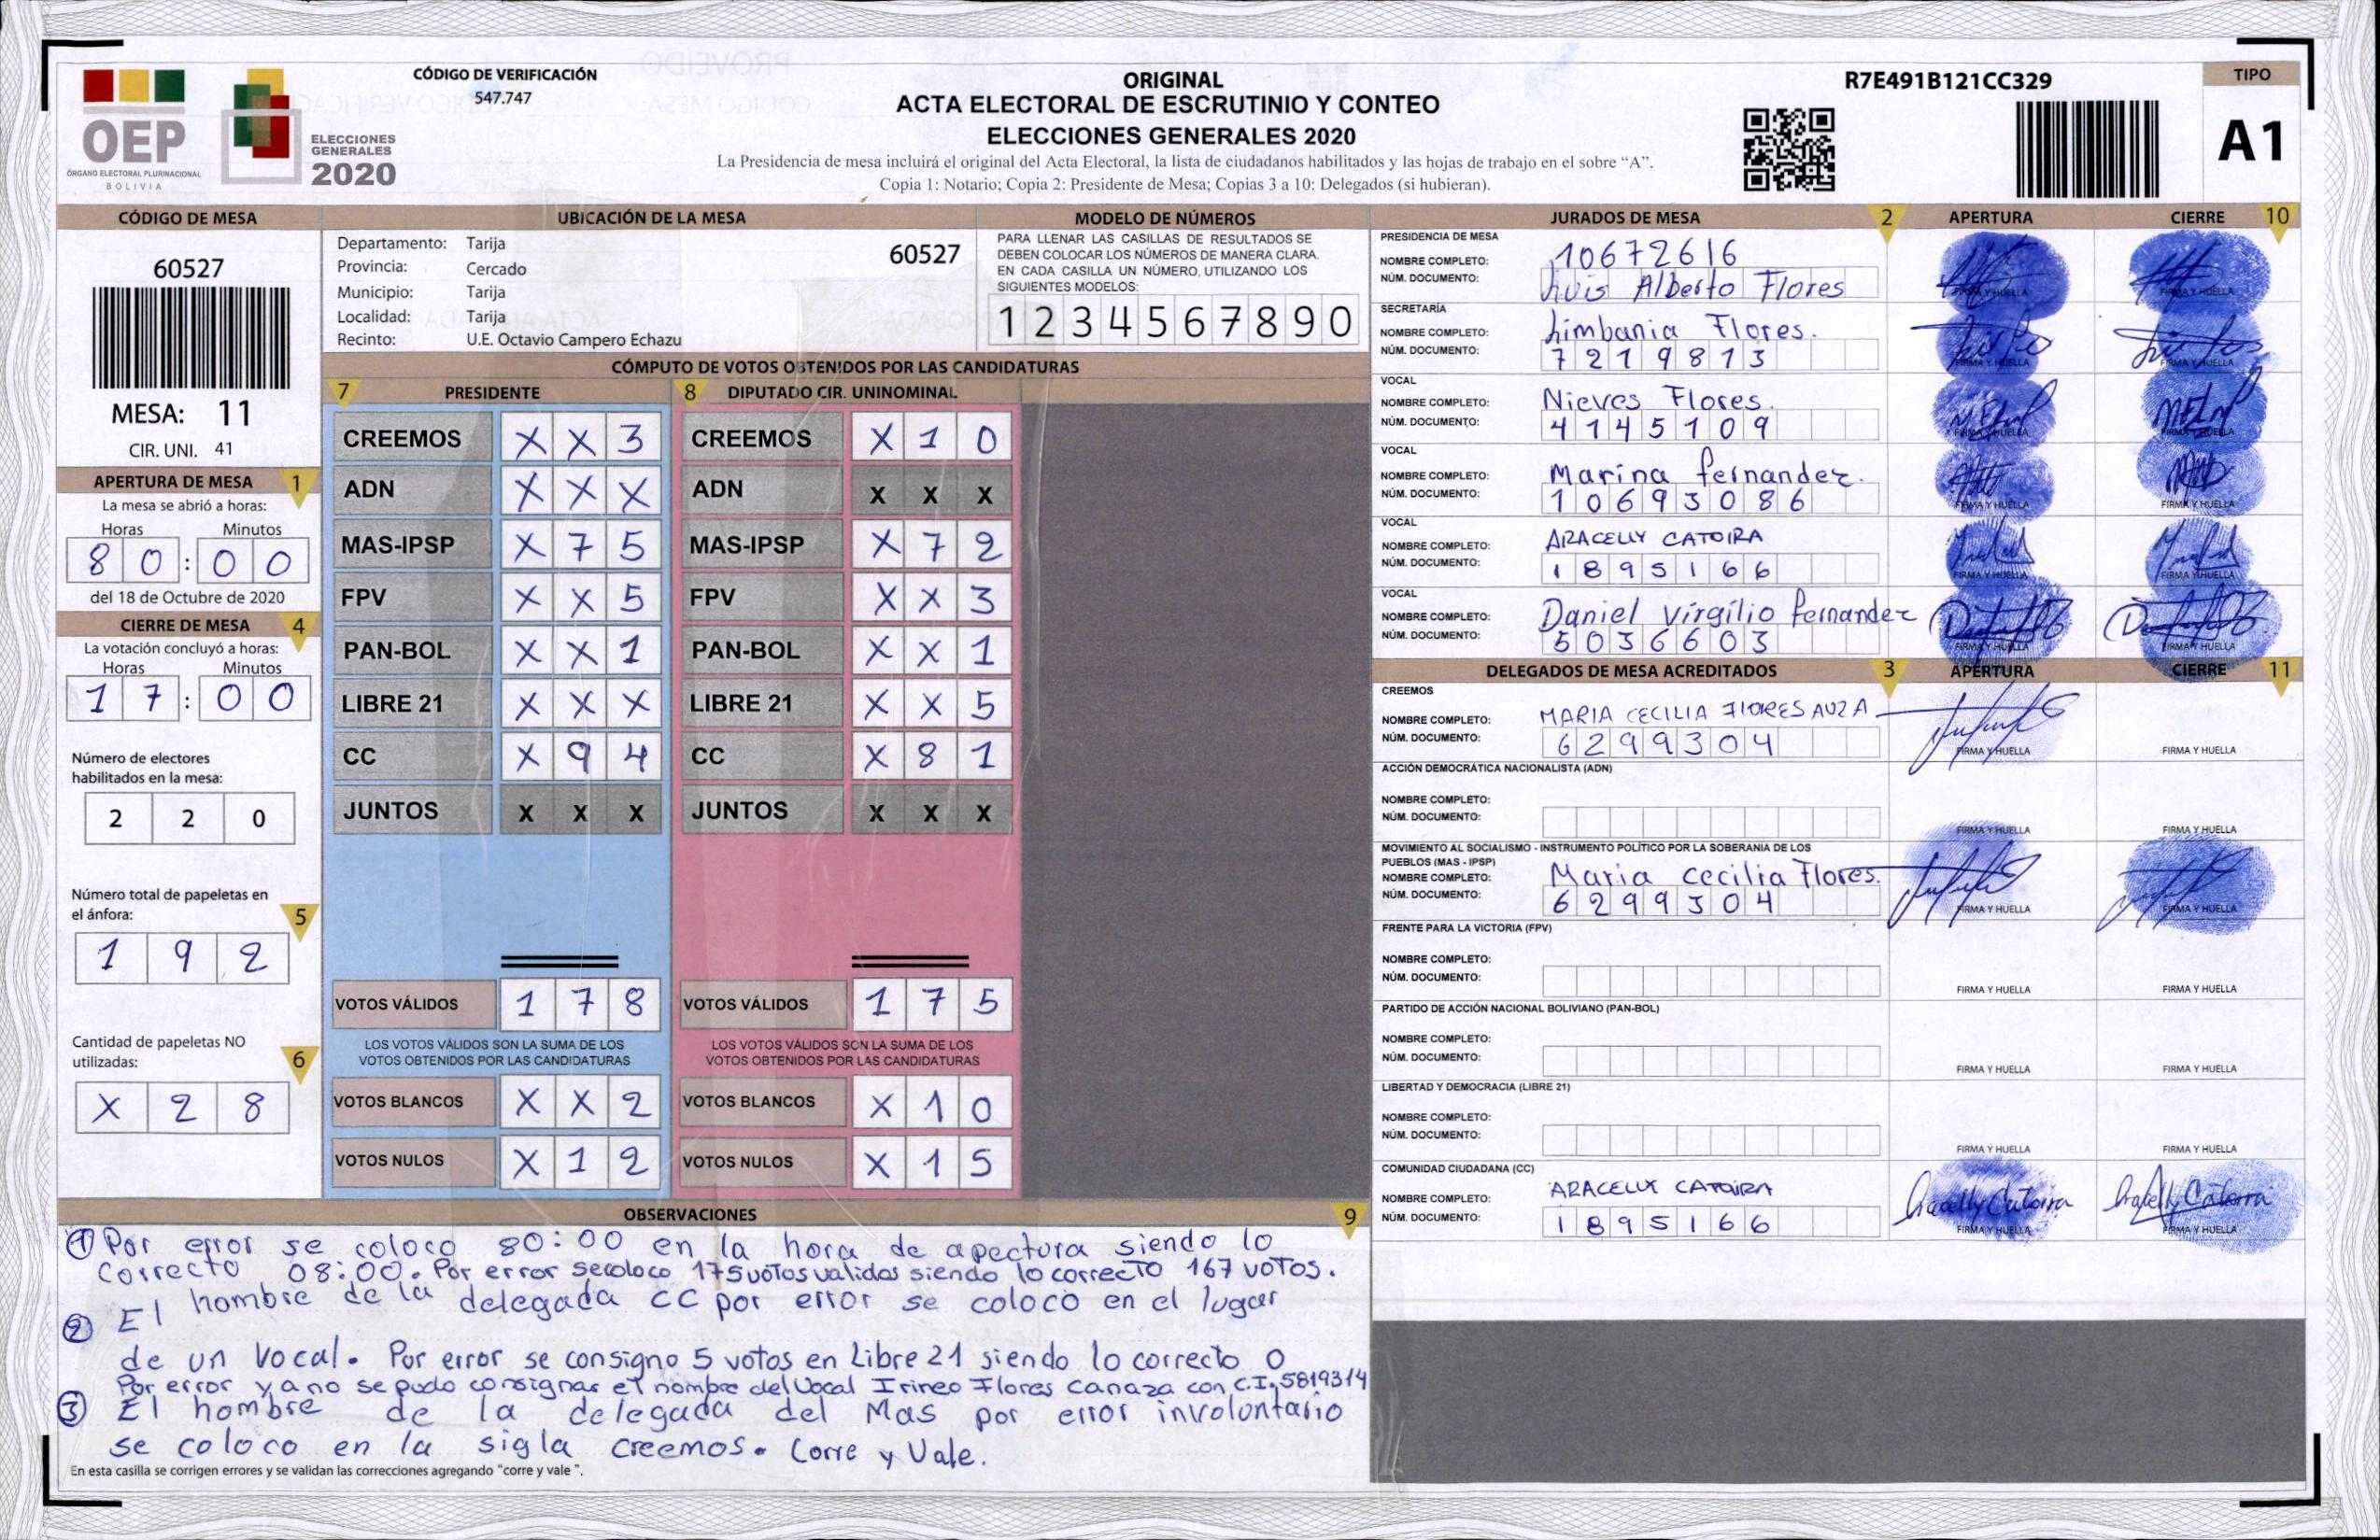 CÓDIGO DE VERIFICACIÓN
547.747
ORIGINAL
ACTA ELECTORAL DE ESCRUTINIO Y CONTEO
ELECCIONES GENERALES 2020
La Presidencia de mesa incluirá el original del Acta Electoral, la lista de ciudadanos habilitados y las hojas de trabajo en el sobre “A”.
Copia 1: Notario; Copia 2: Presidente de Mesa; Copias 3 a 10: Delegados (si hubieran).
R7E491B121CC329
TIPO
A1
OEP
ÓRGANO ELECTORAL PLURINACIONAL
BOLIVIA
ELECCIONES
GENERALES
2020
CÓDIGO DE MESA
60527
MESA: 11
CIR. UNI. 41
APERTURA DE MESA 1
La mesa se abrió a horas:
Horas Minutos
8 0 : 0 0
del 18 de Octubre de 2020
CIERRE DE MESA 4
La votación concluyó a horas:
Horas Minutos
1 7 : 0 0
Número de electores
habilitados en la mesa:
2 2 0
Número total de papeletas en
el ánfora: 5
1 9 2
Cantidad de papeletas NO
utilizadas: 6
X 2 8
UBICACIÓN DE LA MESA
Departamento: Tarija
60527
Provincia: Cercado
Municipio: Tarija
Localidad: Tarija
Recinto: U.E. Octavio Campero Echazu
MODELO DE NÚMEROS
PARA LLENAR LAS CASILLAS DE RESULTADOS SE
DEBEN COLOCAR LOS NÚMEROS DE MANERA CLARA.
EN CADA CASILLA UN NÚMERO, UTILIZANDO LOS
SIGUIENTES MODELOS:
1 2 3 4 5 6 7 8 9 0
CÓMPUTO DE VOTOS OBTENIDOS POR LAS CANDIDATURAS
7 PRESIDENTE
CREEMOS X X 3
ADN X X X
MAS-IPSP X 7 5
FPV X X 5
PAN-BOL X X 1
LIBRE 21 X X X
CC X 9 4
JUNTOS X X X
VOTOS VÁLIDOS 1 7 8
LOS VOTOS VÁLIDOS SON LA SUMA DE LOS
VOTOS OBTENIDOS POR LAS CANDIDATURAS
VOTOS BLANCOS X X 2
VOTOS NULOS X 1 2
8 DIPUTADO CIR. UNINOMINAL
CREEMOS X 1 0
ADN X X X
MAS-IPSP X 7 2
FPV X X 3
PAN-BOL X X 1
LIBRE 21 X X 5
CC X 8 1
JUNTOS X X X
VOTOS VÁLIDOS 1 7 5
LOS VOTOS VÁLIDOS SON LA SUMA DE LOS
VOTOS OBTENIDOS POR LAS CANDIDATURAS
VOTOS BLANCOS X 1 0
VOTOS NULOS X 1 5
JURADOS DE MESA 2 APERTURA CIERRE 10
PRESIDENCIA DE MESA
NOMBRE COMPLETO: 10672616
NÚM. DOCUMENTO: Luis Alberto Flores
FIRMA Y HUELLA FIRMA Y HUELLA
SECRETARÍA
NOMBRE COMPLETO: Limbania Flores.
NÚM. DOCUMENTO: 7219813
FIRMA Y HUELLA FIRMA Y HUELLA
VOCAL
NOMBRE COMPLETO: Nieves Flores.
NÚM. DOCUMENTO: 4145109
FIRMA Y HUELLA FIRMA Y HUELLA
VOCAL
NOMBRE COMPLETO: Marina fernandez.
NÚM. DOCUMENTO: 10693086
FIRMA Y HUELLA FIRMA Y HUELLA
VOCAL
NOMBRE COMPLETO: ARACELLY CATOIRA
NÚM. DOCUMENTO: 1895166
FIRMA Y HUELLA FIRMA Y HUELLA
VOCAL
NOMBRE COMPLETO: Daniel Virgilio fernandez
NÚM. DOCUMENTO: 5036603
FIRMA Y HUELLA FIRMA Y HUELLA
DELEGADOS DE MESA ACREDITADOS 3 APERTURA CIERRE 11
CREEMOS
NOMBRE COMPLETO: MARIA CECILIA FLORES AUZA
NÚM. DOCUMENTO: 6299304
FIRMA Y HUELLA FIRMA Y HUELLA
ACCIÓN DEMOCRÁTICA NACIONALISTA (ADN)
NOMBRE COMPLETO:
NÚM. DOCUMENTO:
FIRMA Y HUELLA FIRMA Y HUELLA
MOVIMIENTO AL SOCIALISMO - INSTRUMENTO POLÍTICO POR LA SOBERANIA DE LOS
PUEBLOS (MAS - IPSP)
NOMBRE COMPLETO: Maria cecilia Flores.
NÚM. DOCUMENTO: 6299304
FIRMA Y HUELLA FIRMA Y HUELLA
FRENTE PARA LA VICTORIA (FPV)
NOMBRE COMPLETO:
NÚM. DOCUMENTO:
FIRMA Y HUELLA FIRMA Y HUELLA
PARTIDO DE ACCIÓN NACIONAL BOLIVIANO (PAN-BOL)
NOMBRE COMPLETO:
NÚM. DOCUMENTO:
FIRMA Y HUELLA FIRMA Y HUELLA
LIBERTAD Y DEMOCRACIA (LIBRE 21)
NOMBRE COMPLETO:
NÚM. DOCUMENTO:
FIRMA Y HUELLA FIRMA Y HUELLA
COMUNIDAD CIUDADANA (CC)
NOMBRE COMPLETO: ARACELLY CATOIRA
NÚM. DOCUMENTO: 1895166
Aracelly Catoira Aracelly Catoira
FIRMA Y HUELLA FIRMA Y HUELLA
OBSERVACIONES 9
① Por error se coloco 80:00 en la hora de apectura siendo lo
Correcto 08:00. Por error se coloco 175 votos validos siendo lo correcto 167 votos.
② El nombre de la delegada CC por error se coloco en el lugar
de un Vocal. Por error se consigno 5 votos en Libre 21 siendo lo correcto 0
Por error ya no se pudo consignar el nombre del Vocal Irineo Flores Canaza con C.I. 5819314
③ El nombre de la delegada del Mas por error involuntario
se coloco en la sigla creemos. Corre y Vale.
En esta casilla se corrigen errores y se validan las correcciones agregando “corre y vale ”.